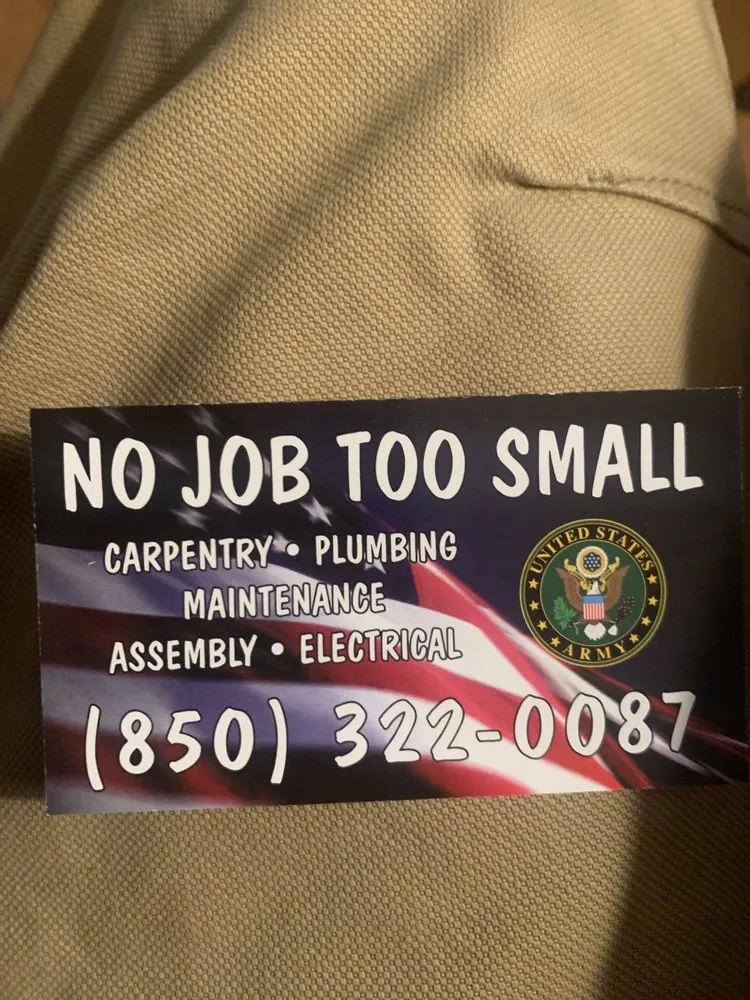 NO JOB TOO SMALL
CARPENTRY • PLUMBING
MAINTENANCE
ASSEMBLY • ELECTRICAL
UNITED STATES
ARMY
(850) 322-0087